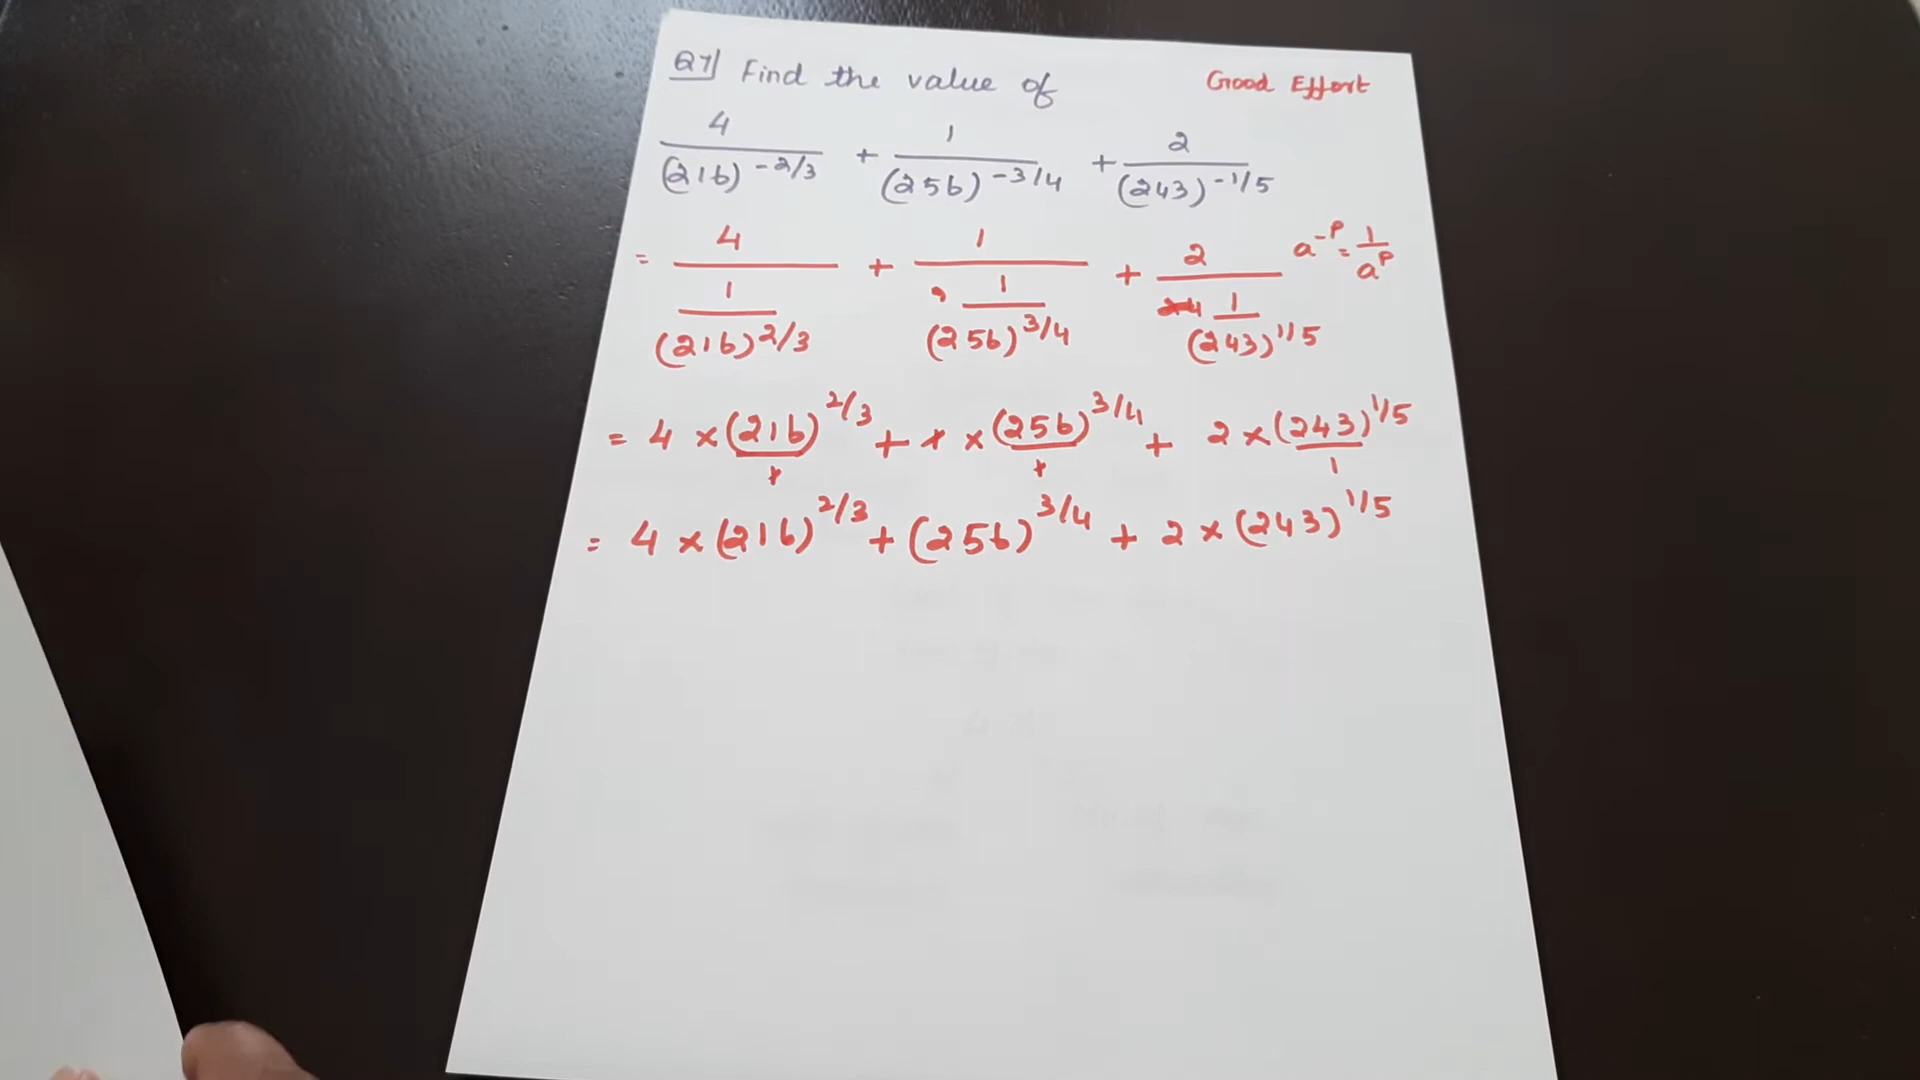 Q7] Find the value of
Good Effort
4/(216)^-2/3 + 1/(256)^-3/4 + 2/(243)^-1/5
= 4/(1/(216)^2/3) + 1/(1/(256)^3/4) + 2/(1/(243)^1/5)
a^-p = 1/a^p
= 4 × (216)^2/3/1 + 1 × (256)^3/4/1 + 2 × (243)^1/5/1
= 4 × (216)^2/3 + (256)^3/4 + 2 × (243)^1/5